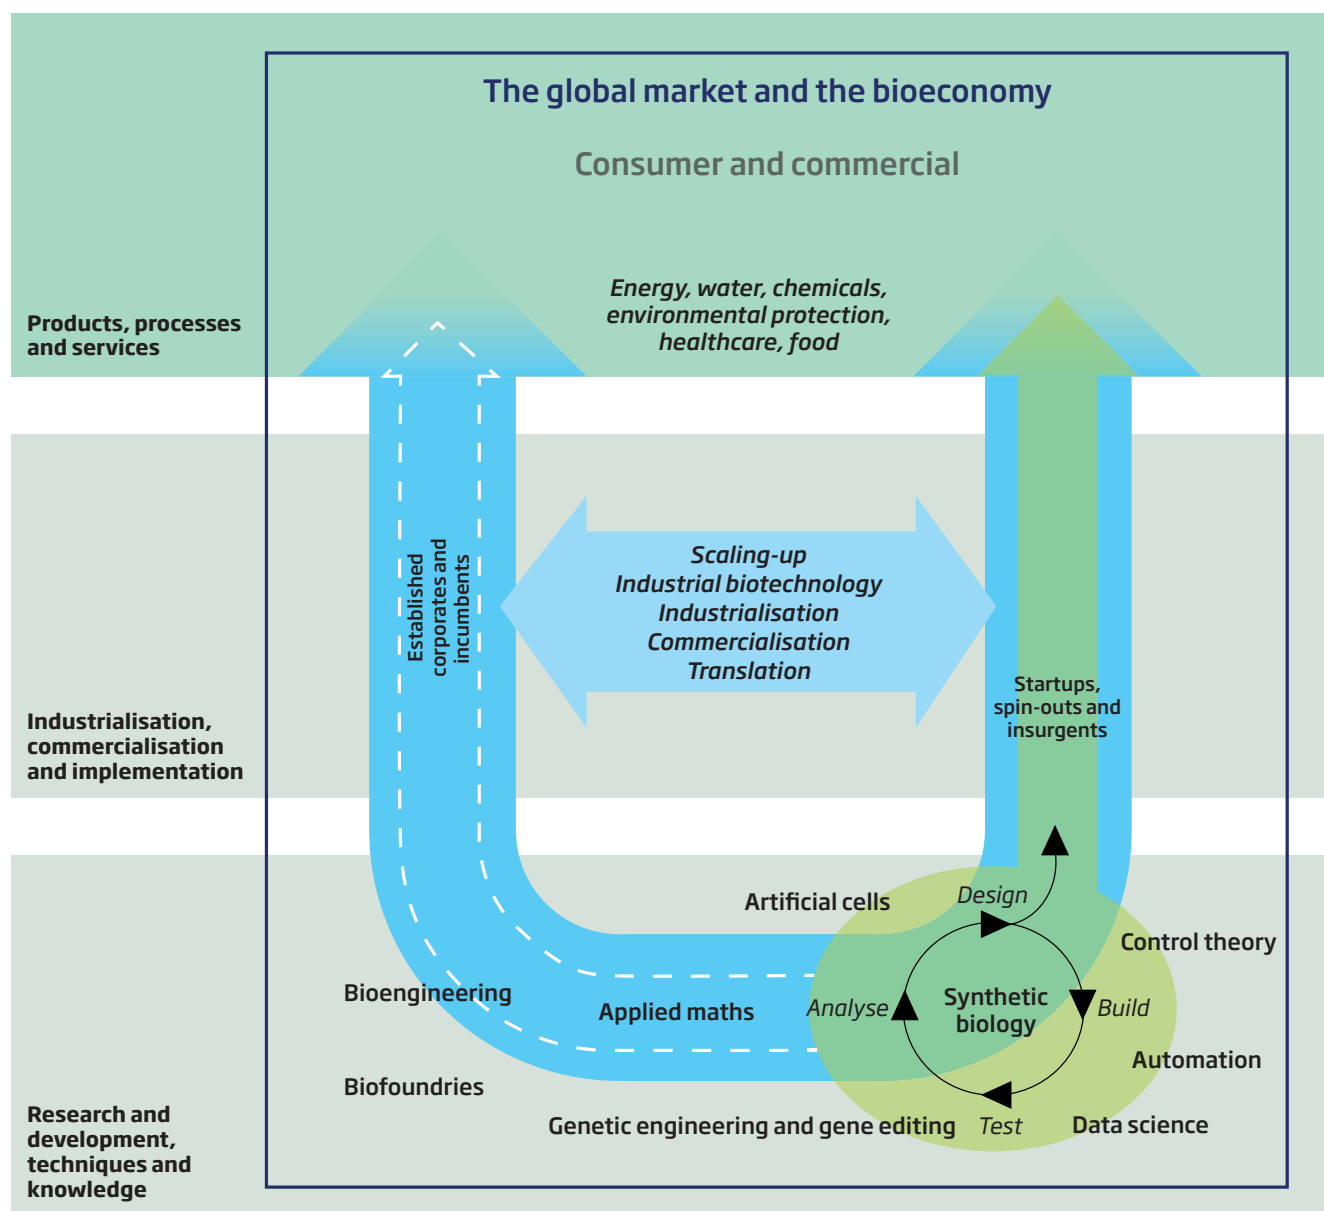 The global market and the bioeconomy
Consumer and commercial
Energy, water, chemicals,
environmental protection,
healthcare, food
Products, processes
and services
Established
corporates and
incumbents
Scaling-up
Industrial biotechnology
Industrialisation
Commercialisation
Translation
Startups,
spin-outs and
insurgents
Industrialisation,
commercialisation
and implementation
Artificial cells
Design
Control theory
Bioengineering
Applied maths
Analyse
Synthetic
biology
Build
Automation
Biofoundries
Genetic engineering and gene editing
Test
Data science
Research and
development,
techniques and
knowledge